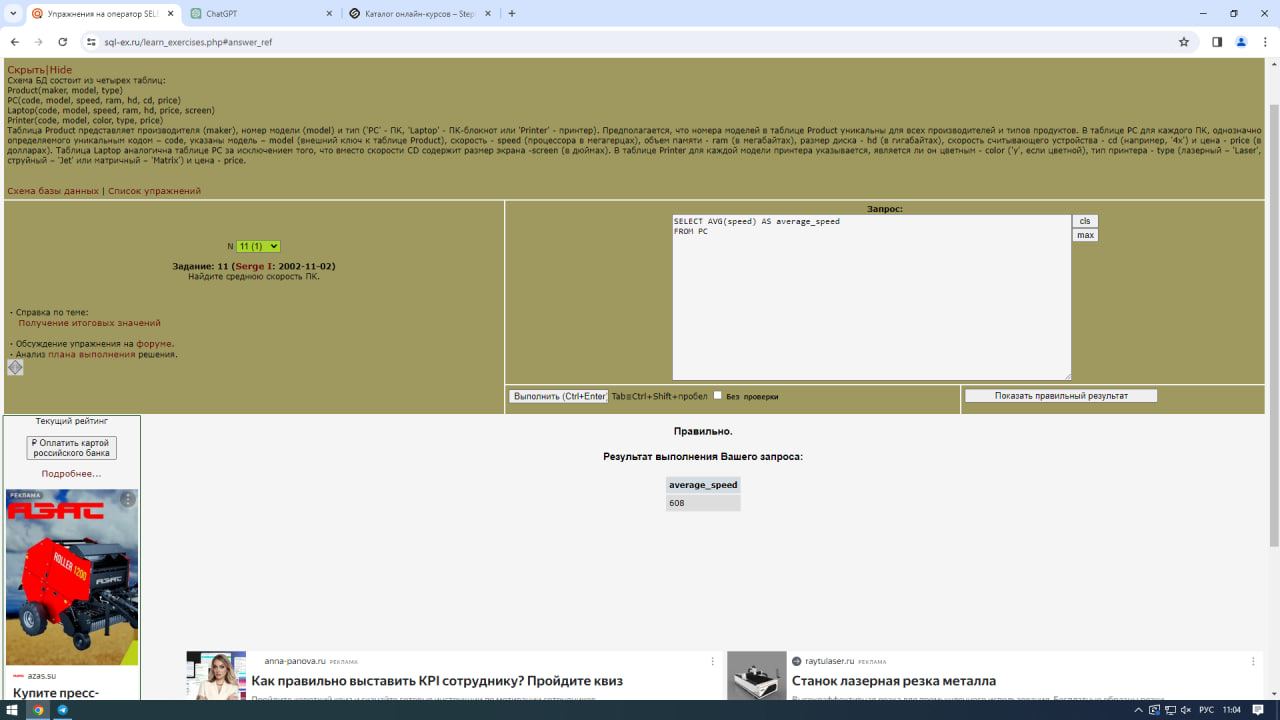 Упражнения на оператор SELE
ChatGPT
Каталог онлайн-курсов – Step
sql-ex.ru/learn_exercises.php#answer_ref
Скрыть|Hide
Схема БД состоит из четырех таблиц:
Product(maker, model, type)
PC(code, model, speed, ram, hd, cd, price)
Laptop(code, model, speed, ram, hd, price, screen)
Printer(code, model, color, type, price)
Таблица Product представляет производителя (maker), номер модели (model) и тип ('PC' - ПК, 'Laptop' - ПК-блокнот или 'Printer' - принтер). Предполагается, что номера моделей в таблице Product уникальны для всех производителей и типов продуктов. В таблице PC для каждого ПК, однозначно
определяемого уникальным кодом – code, указаны модель – model (внешний ключ к таблице Product), скорость - speed (процессора в мегагерцах), объем памяти - ram (в мегабайтах), размер диска - hd (в гигабайтах), скорость считывающего устройства - cd (например, '4x') и цена - price (в
долларах). Таблица Laptop аналогична таблице РС за исключением того, что вместо скорости CD содержит размер экрана -screen (в дюймах). В таблице Printer для каждой модели принтера указывается, является ли он цветным - color ('y', если цветной), тип принтера - type (лазерный – 'Laser',
струйный – 'Jet' или матричный – 'Matrix') и цена - price.
Схема базы данных | Список упражнений
N 11 (1)
Задание: 11 (Serge I: 2002-11-02)
Найдите среднюю скорость ПК.
· Справка по теме:
Получение итоговых значений
· Обсуждение упражнения на форуме.
· Анализ плана выполнения решения.
Запрос:
SELECT AVG(speed) AS average_speed
FROM PC
cls
max
Выполнить (Ctrl+Enter) Tab≡Ctrl+Shift+пробел Без проверки
Показать правильный результат
Текущий рейтинг
₽ Оплатить картой
российского банка
Подробнее...
Правильно.
Результат выполнения Вашего запроса:
average_speed
608
РЕКЛАМА
АЗАС
ROLLER 1200
АЗАС
azas.su
Купите пресс-
anna-panova.ru РЕКЛАМА
Как правильно выставить KPI сотруднику? Пройдите квиз
raytulaser.ru РЕКЛАМА
Станок лазерная резка металла
РУС
11:04